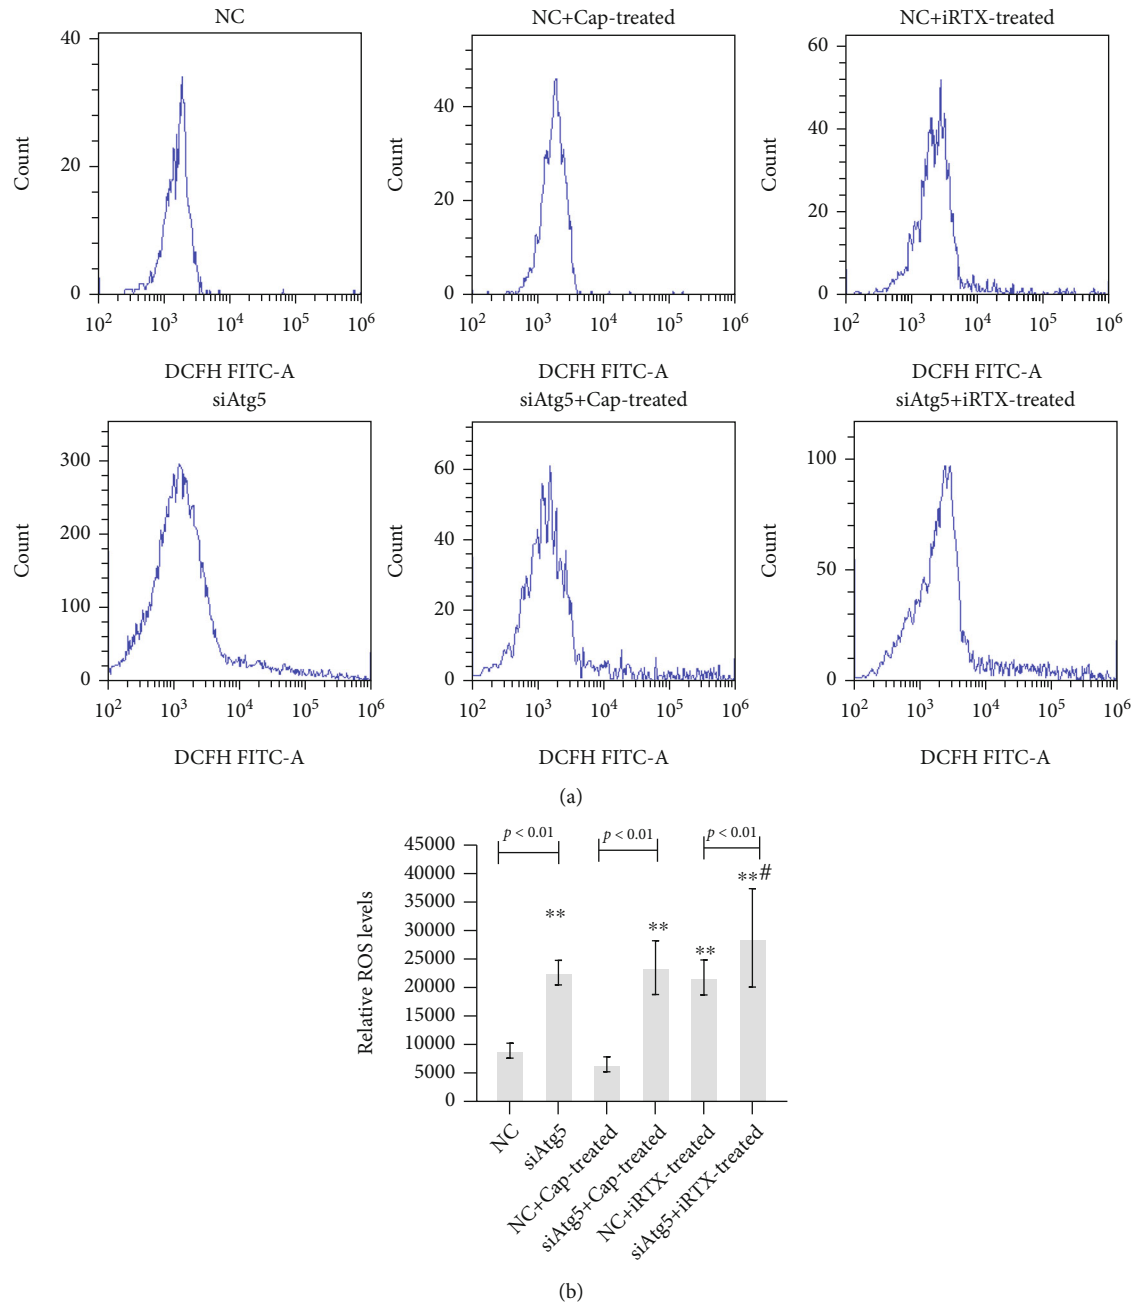 NC
NC+Cap-treated
NC+iRTX-treated
40
20
0
Count
10² 10³ 10⁴ 10⁵ 10⁶
DCFH FITC-A
40
20
0
Count
10² 10³ 10⁴ 10⁵ 10⁶
DCFH FITC-A
60
40
20
0
Count
10² 10³ 10⁴ 10⁵ 10⁶
DCFH FITC-A
siAtg5
siAtg5+Cap-treated
siAtg5+iRTX-treated
300
200
100
0
Count
10² 10³ 10⁴ 10⁵ 10⁶
DCFH FITC-A
60
40
20
0
Count
10² 10³ 10⁴ 10⁵ 10⁶
DCFH FITC-A
100
50
0
Count
10² 10³ 10⁴ 10⁵ 10⁶
DCFH FITC-A
(a)
p < 0.01 p < 0.01 p < 0.01
45000
40000
35000
30000
25000
20000
15000
10000
5000
0
Relative ROS levels
** ** ** **#
NC
siAtg5
NC+Cap-treated
siAtg5+Cap-treated
NC+iRTX-treated
siAtg5+iRTX-treated
(b)